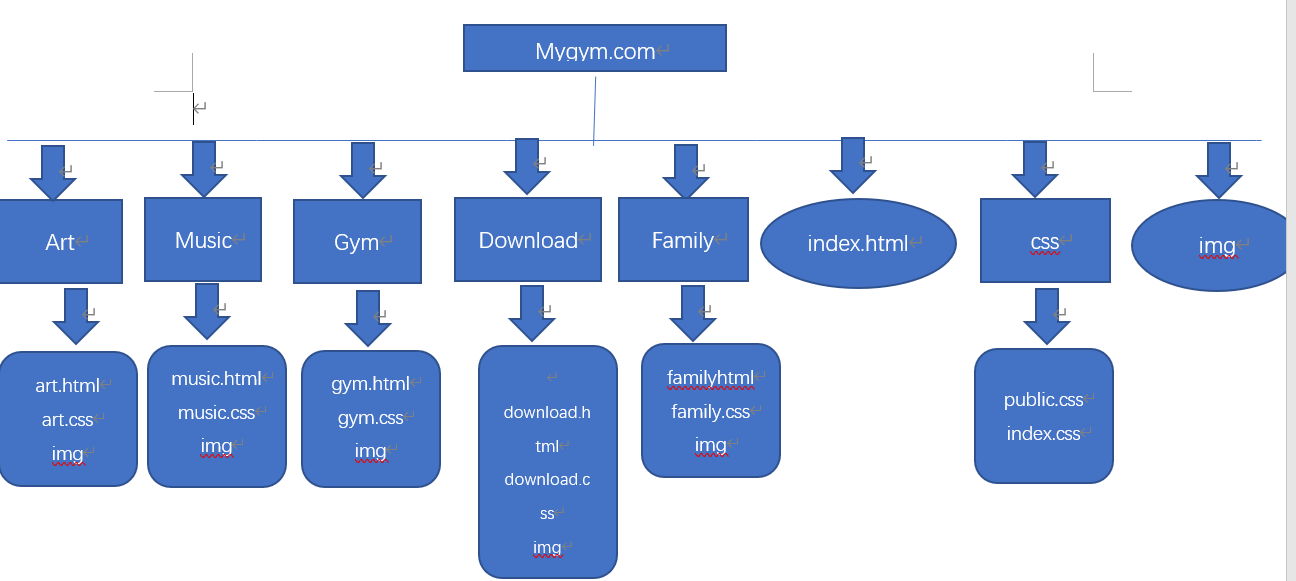 Mygym.com
Art
Music
Gym
Download
Family
index.html
css
img
art.html
art.css
img
music.html
music.css
img
gym.html
gym.css
img
download.h
tml
download.c
ss
img
familyhtml
family.css
img
public.css
index.css